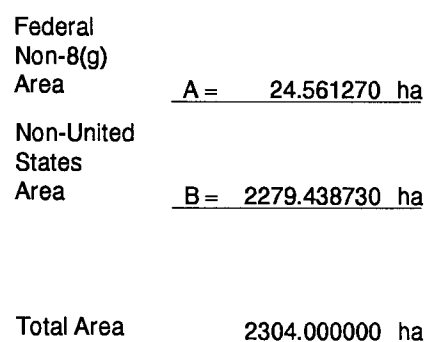 Federal
Non-8(g)
Area A = 24.561270 ha
Non-United
States
Area B = 2279.438730 ha
Total Area 2304.000000 ha